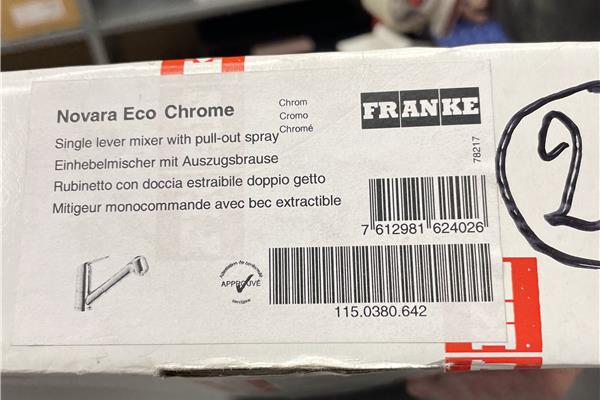 Novara Eco Chrome
Chrom
Cromo
Chromé
FRANKE
Single lever mixer with pull-out spray
Einhebelmischer mit Auszugsbrause
Rubinetto con doccia estraibile doppio getto
Mitigeur monocommande avec bec extractible
78217
7 612981 624026
APPROUVÉ
115.0380.642
2